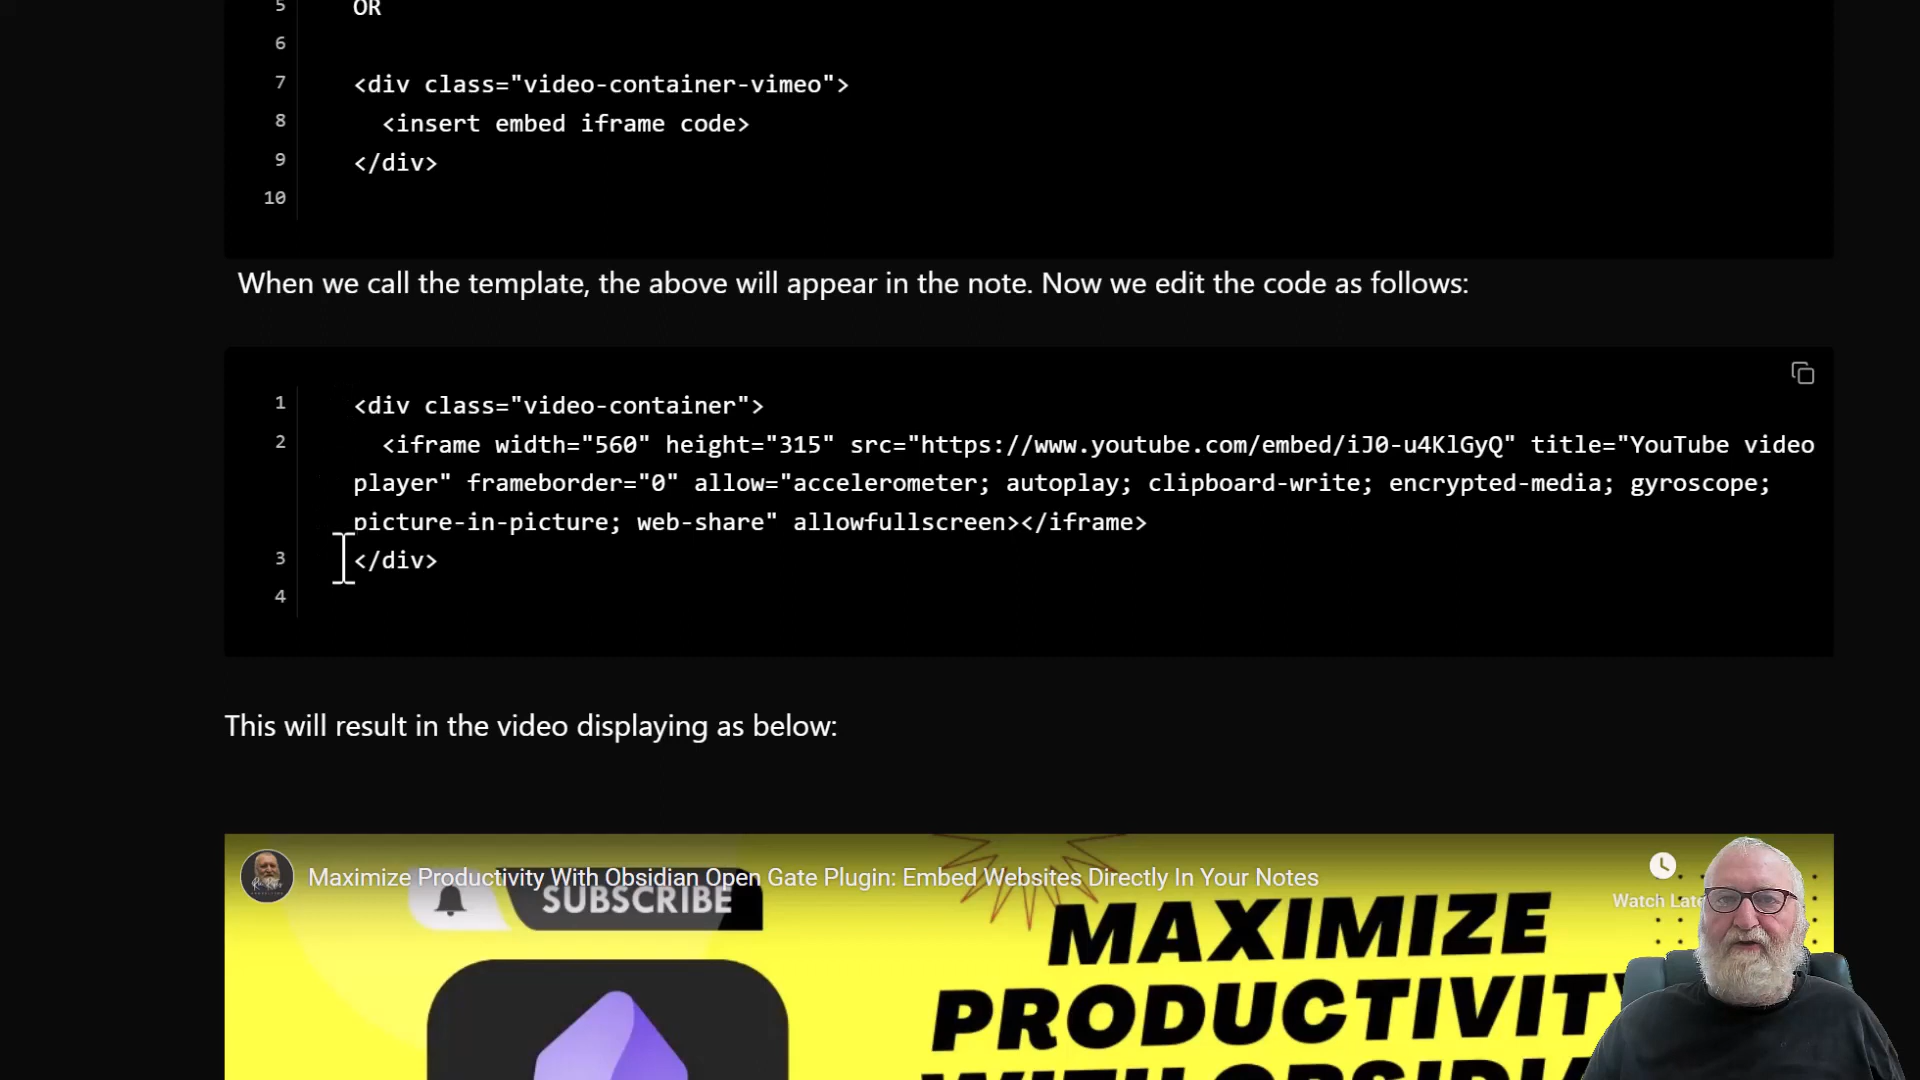 5 OR
6
7 <div class="video-container-vimeo">
8 <insert embed iframe code>
9 </div>
10
When we call the template, the above will appear in the note. Now we edit the code as follows:
1 <div class="video-container">
2 <iframe width="560" height="315" src="https://www.youtube.com/embed/iJ0-u4KlGyQ" title="YouTube video
player" frameborder="0" allow="accelerometer; autoplay; clipboard-write; encrypted-media; gyroscope;
picture-in-picture; web-share" allowfullscreen></iframe>
3 </div>
4
This will result in the video displaying as below:
Maximize Productivity With Obsidian Open Gate Plugin: Embed Websites Directly In Your Notes
SUBSCRIBE
Watch Late
MAXIMIZE
PRODUCTIVITY
WITH OBSIDIA